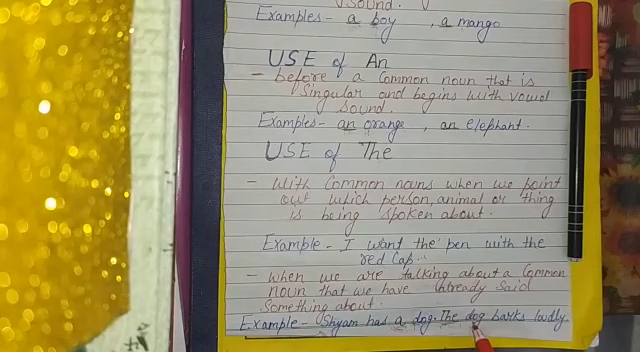 sound.
Examples- a boy , a mango
USE of An
- before a Common noun that is
Singular and begins with vowel
sound.
Examples- an orange , an elephant.
USE of The
- With Common nouns when we point
out which person, animal or thing
is being spoken about.
Example- I want the pen with the
red Cap.
- when we are talking about a Common
noun that we have already said
something about.
Example- Shyam has a dog. The dog barks loudly.